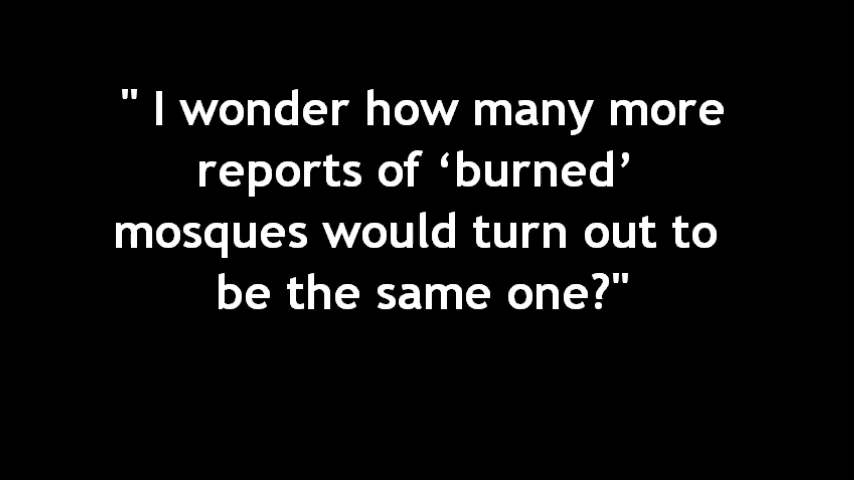 " I wonder how many more
reports of ‘burned’
mosques would turn out to
be the same one?"